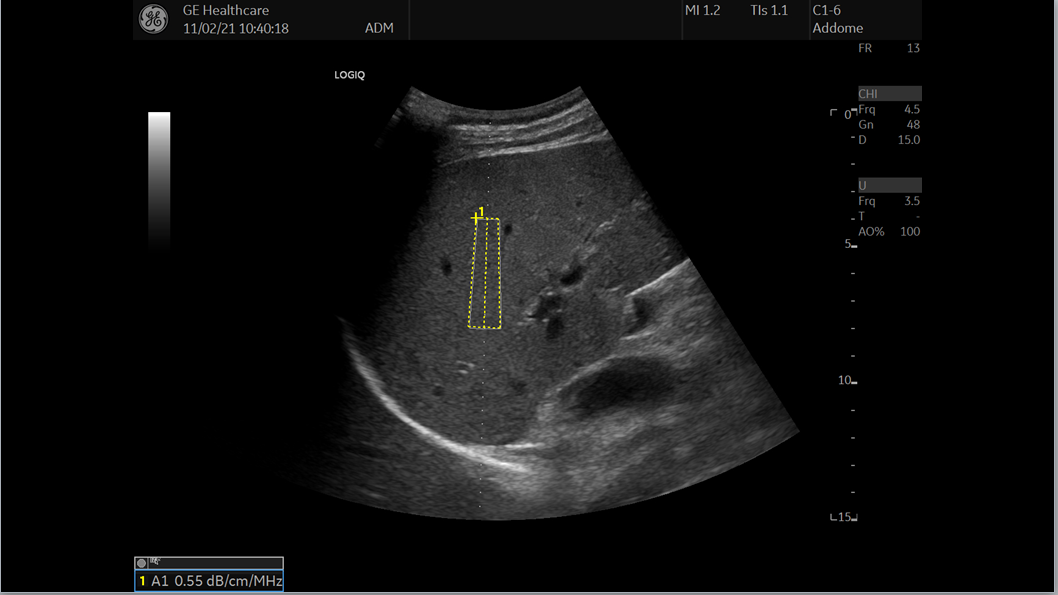 GE Healthcare
11/02/21 10:40:18 ADM
MI 1.2 TIs 1.1
C1-6
Addome
FR 13
LOGIQ
CHI
Frq 4.5
Gn 48
D 15.0
U
Frq 3.5
T -
AO% 100
0
5
10
15
1
1 A1 0.55 dB/cm/MHz